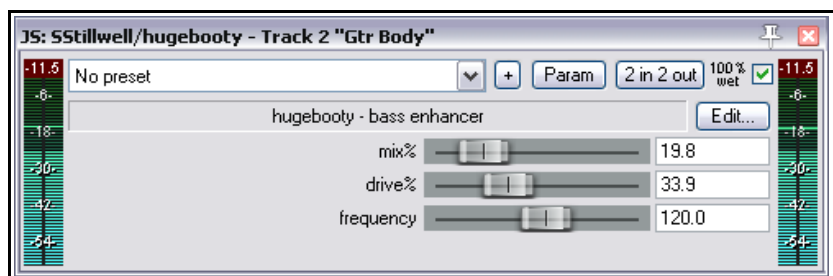 JS: SStillwell/hugebooty - Track 2 "Gtr Body"
-11.5 No preset + Param 2 in 2 out 100% wet -11.5
-6- -6-
hugebooty - bass enhancer Edit...
-18- -18-
mix% 19.8
-30- -30-
drive% 33.9
-42- -42-
frequency 120.0
-54- -54-